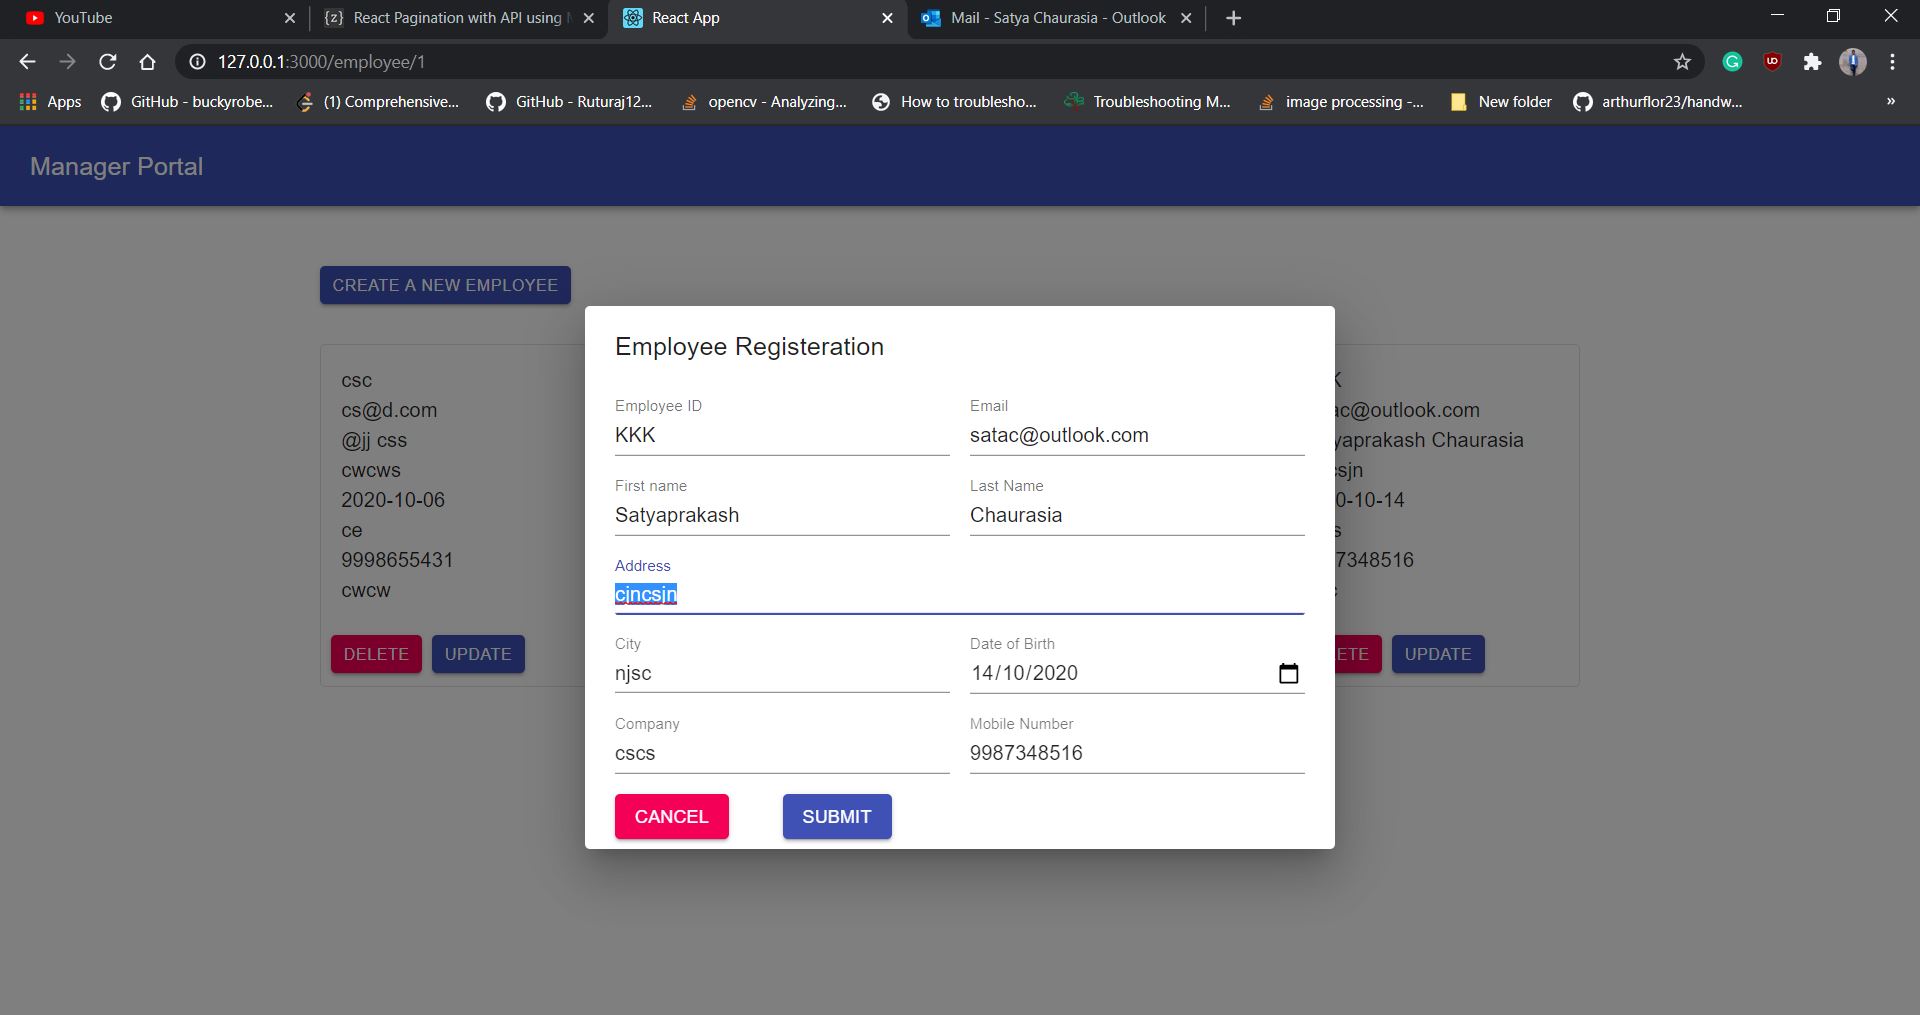 YouTube
{z} React Pagination with API using
React App
Mail - Satya Chaurasia - Outlook
127.0.0.1:3000/employee/1
Apps
GitHub - buckyrobe...
(1) Comprehensive...
GitHub - Ruturaj12...
opencv - Analyzing...
How to troublesho...
Troubleshooting M...
image processing -...
New folder
arthurflor23/handw...
»
Manager Portal
CREATE A NEW EMPLOYEE
csc
cs@d.com
@jj css
cwcws
2020-10-06
ce
9998655431
cwcw
DELETE UPDATE
Employee Registeration
Employee ID
KKK
Email
satac@outlook.com
First name
Satyaprakash
Last Name
Chaurasia
Address
cjncsjn
City
njsc
Date of Birth
14/10/2020
Company
cscs
Mobile Number
9987348516
CANCEL SUBMIT
K
ac@outlook.com
yaprakash Chaurasia
csjn
0-10-14
s
7348516
ETE UPDATE